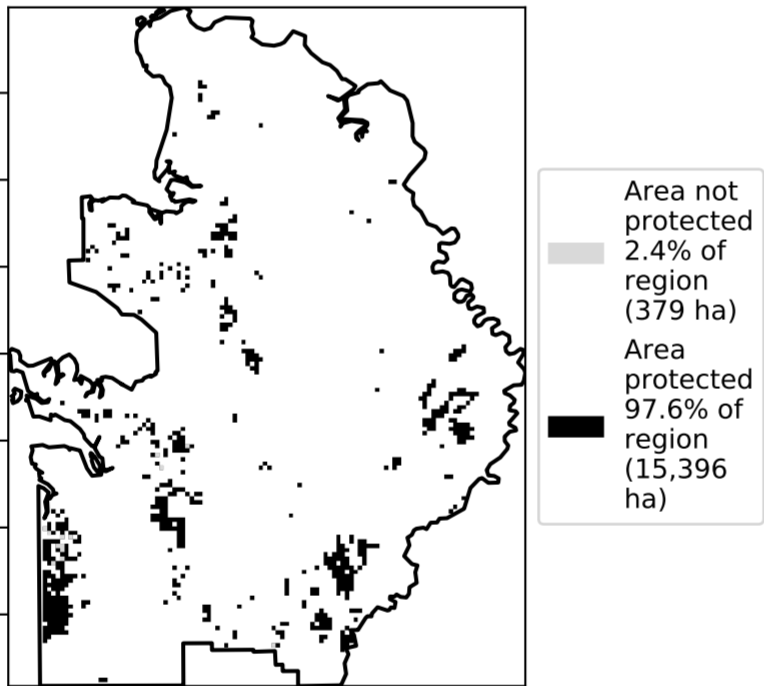 Area not
protected
2.4% of
region
(379 ha)
Area
protected
97.6% of
region
(15,396
ha)